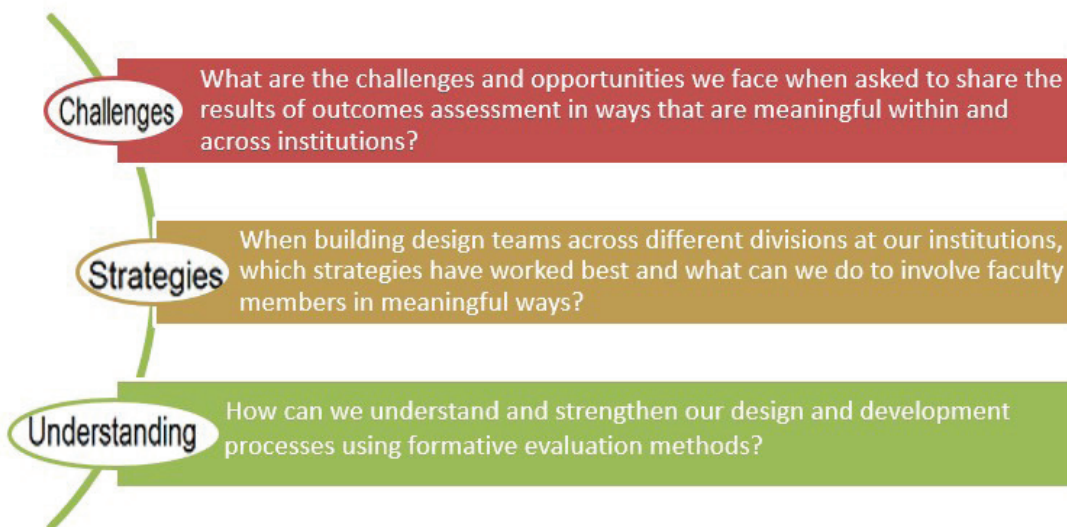 Challenges
What are the challenges and opportunities we face when asked to share the
results of outcomes assessment in ways that are meaningful within and
across institutions?
Strategies
When building design teams across different divisions at our institutions,
which strategies have worked best and what can we do to involve faculty
members in meaningful ways?
Understanding
How can we understand and strengthen our design and development
processes using formative evaluation methods?